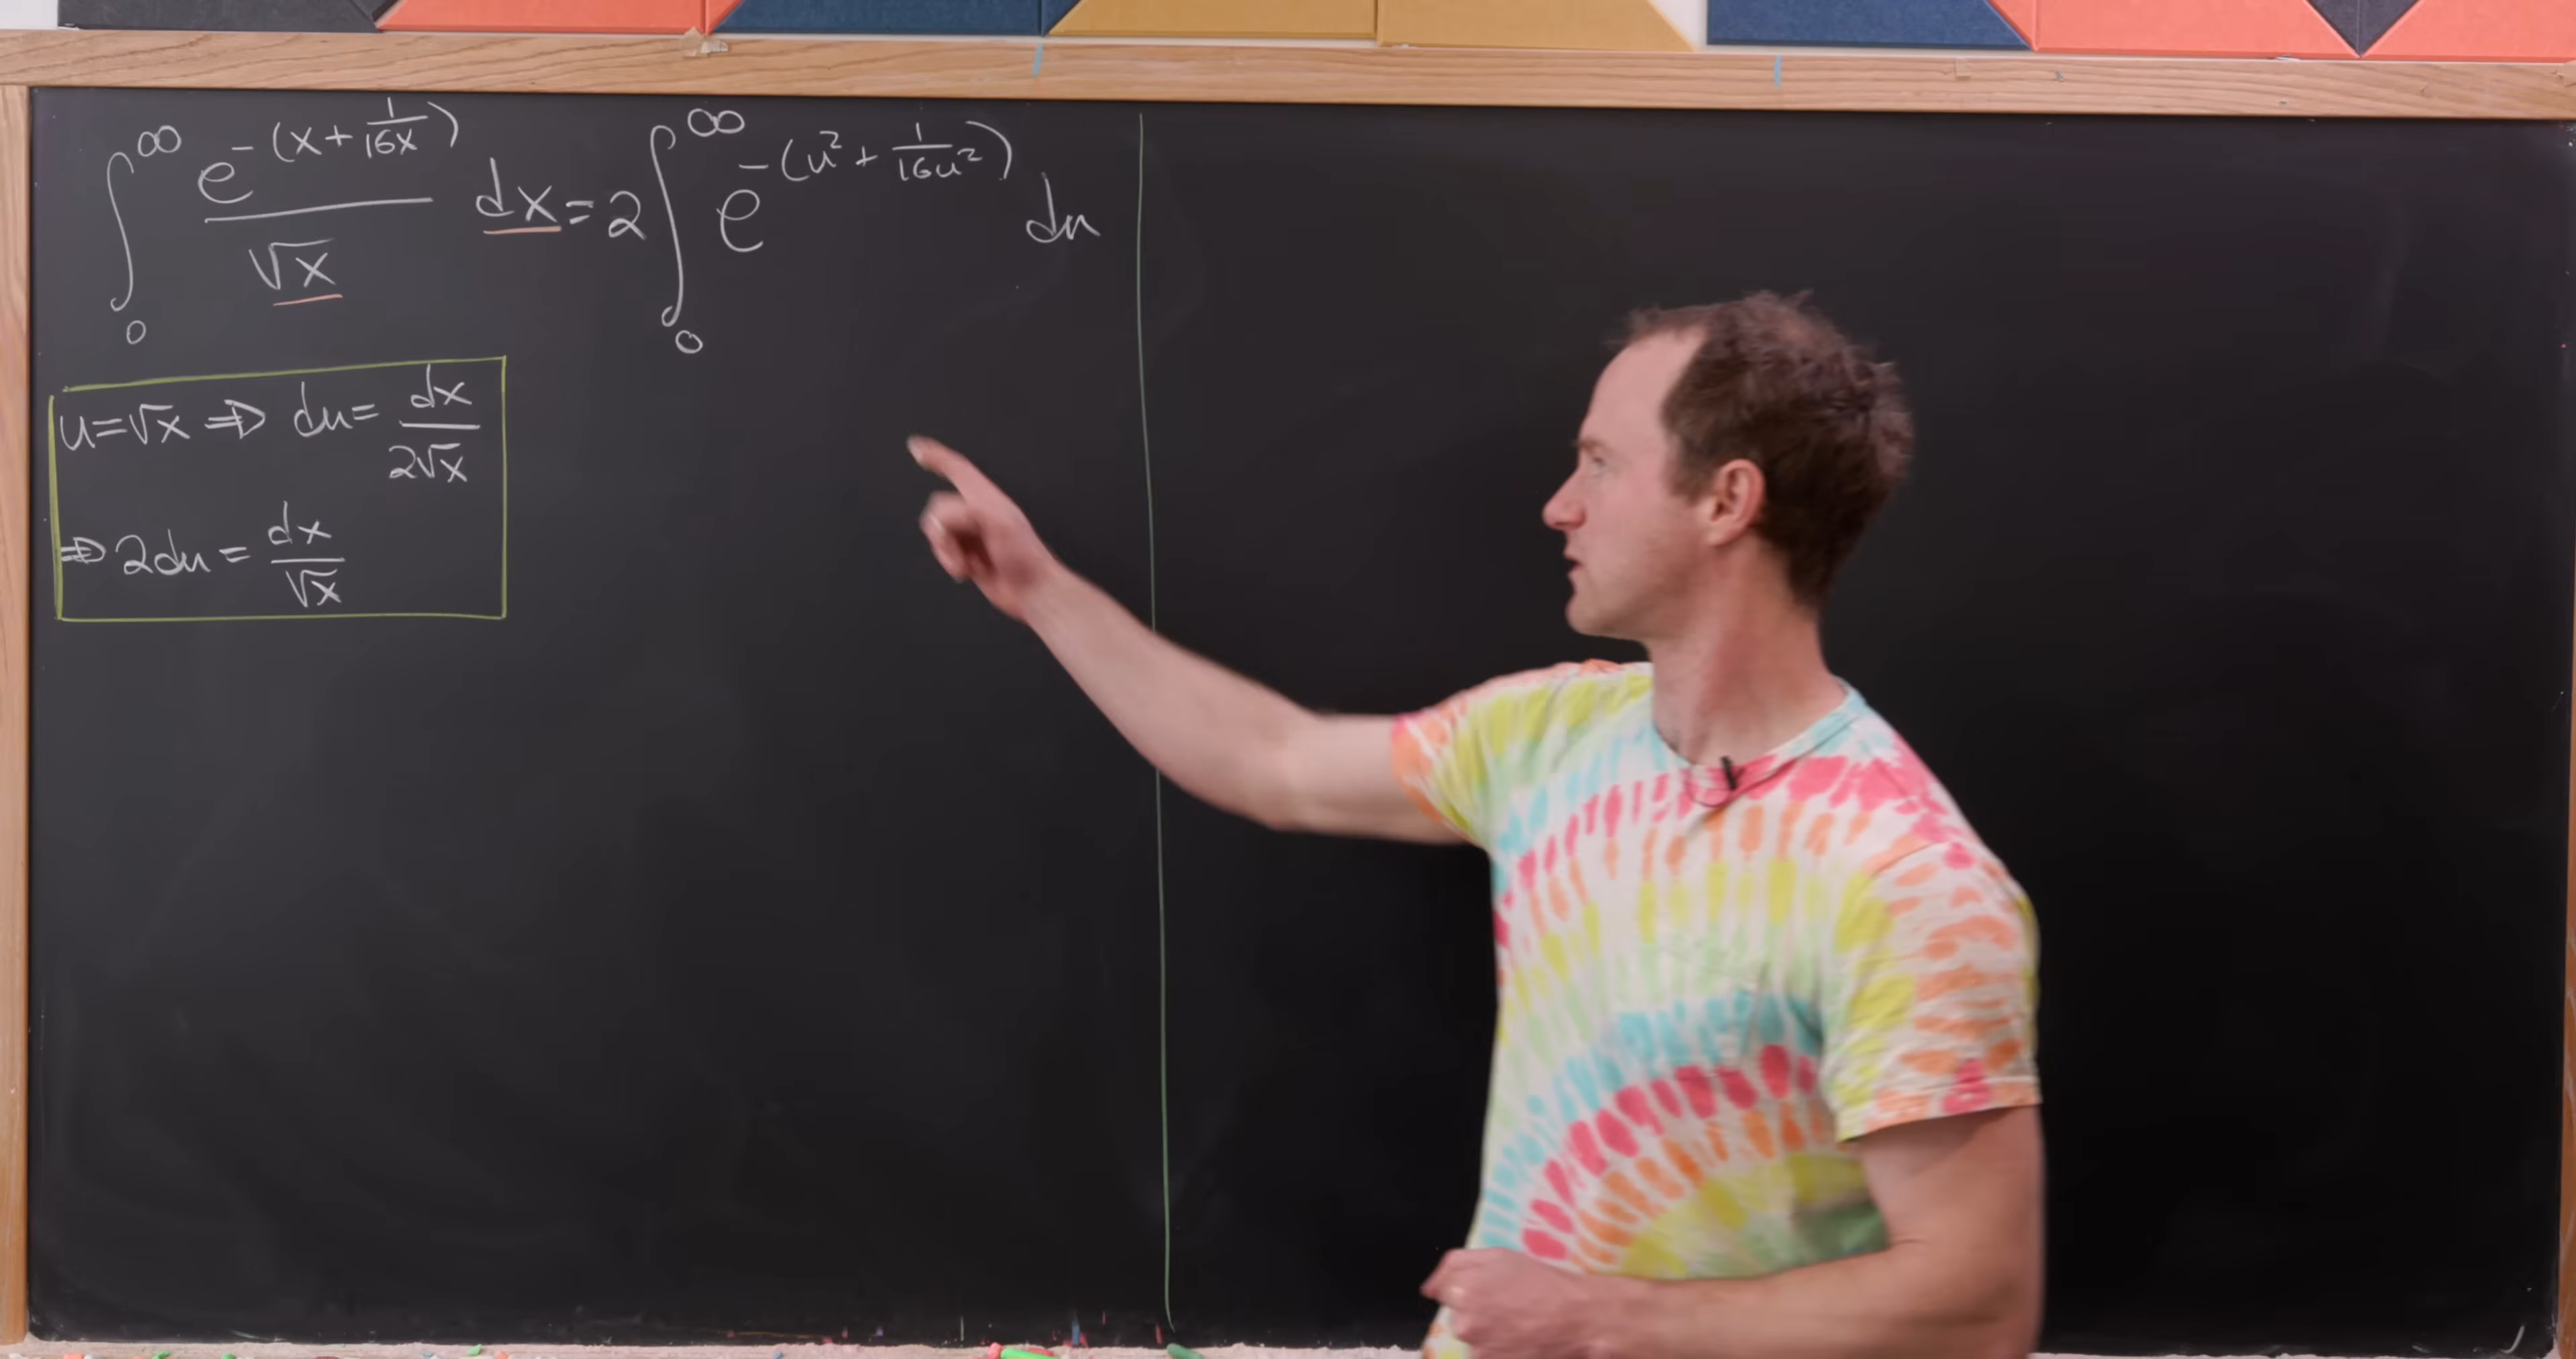 ∫₀^∞ e^{-(x + 1/16x)} / √x dx = 2 ∫₀^∞ e^{-(u² + 1/16u²)} du
u = √x ⇒ du = dx / 2√x
⇒ 2du = dx / √x